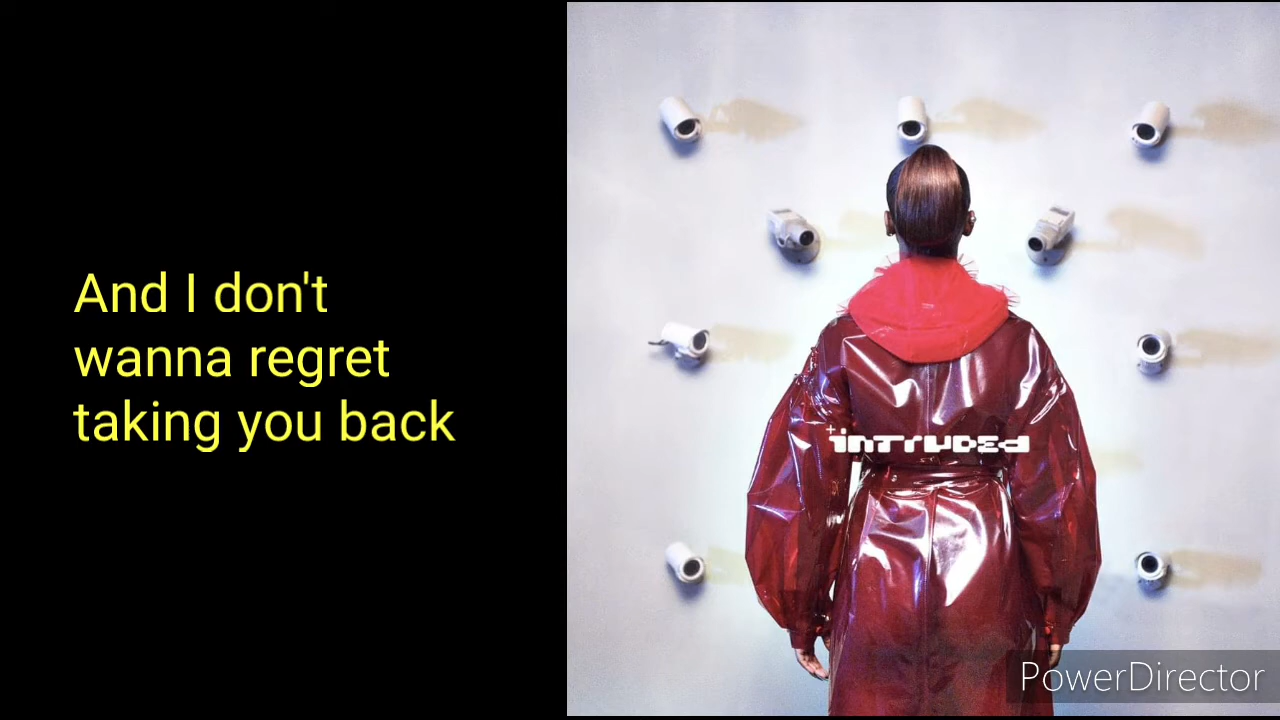 And I don't
wanna regret
taking you back
+intruded
PowerDirector